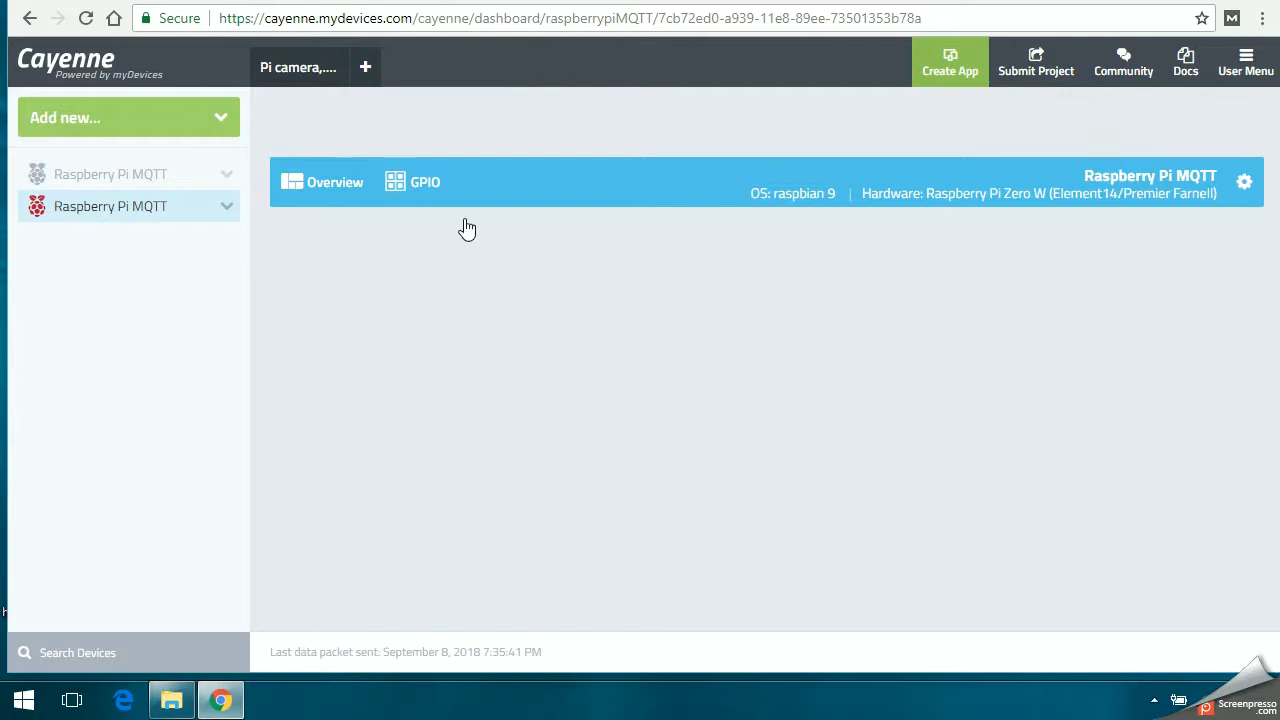 Secure
https://cayenne.mydevices.com/cayenne/dashboard/raspberrypiMQTT/7cb72ed0-a939-11e8-89ee-73501353b78a
M
Cayenne
Powered by myDevices
Pi camera,....
+
Create App
Submit Project
Community
Docs
User Menu
Add new...
Raspberry Pi MQTT
Raspberry Pi MQTT
Overview
GPIO
Raspberry Pi MQTT
OS: raspbian 9 | Hardware: Raspberry Pi Zero W (Element14/Premier Farnell)
Search Devices
Last data packet sent: September 8, 2018 7:35:41 PM
Screenpresso
.com